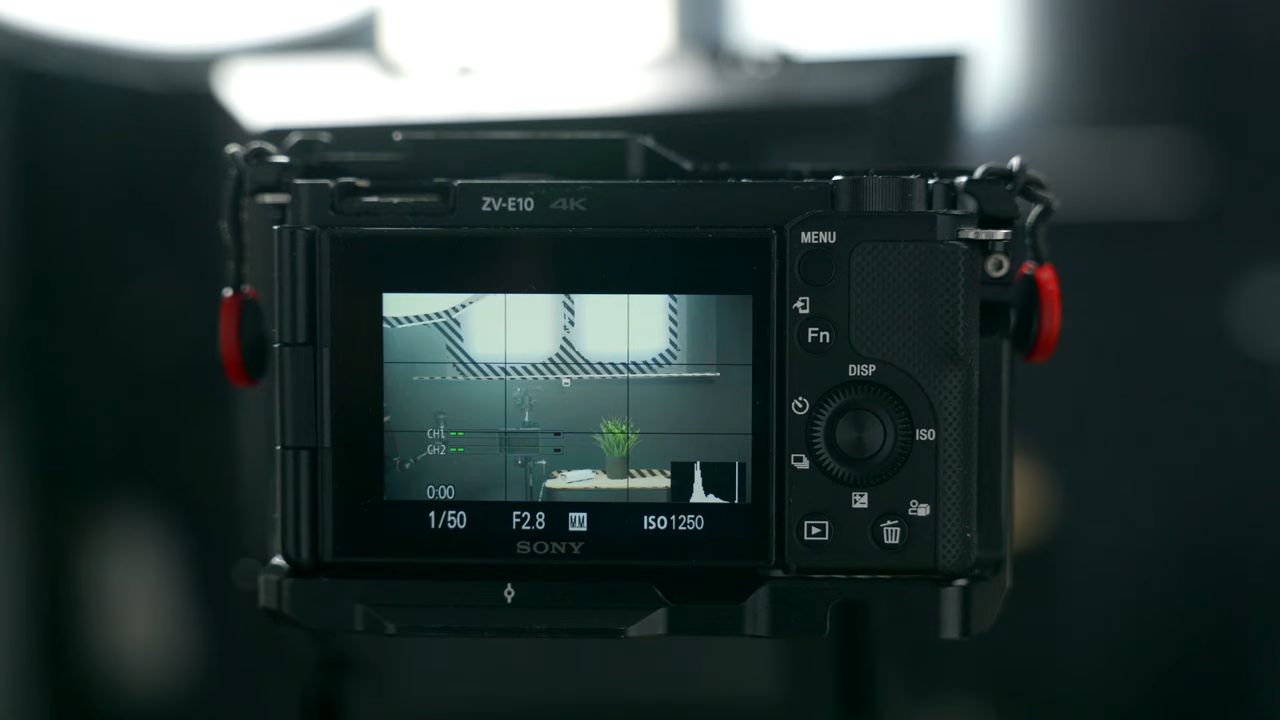 ZV-E10 4K
MENU
Fn
DISP
ISO
CH1
CH2
0:00
1/50 F2.8 M.M. ISO 1250
SONY